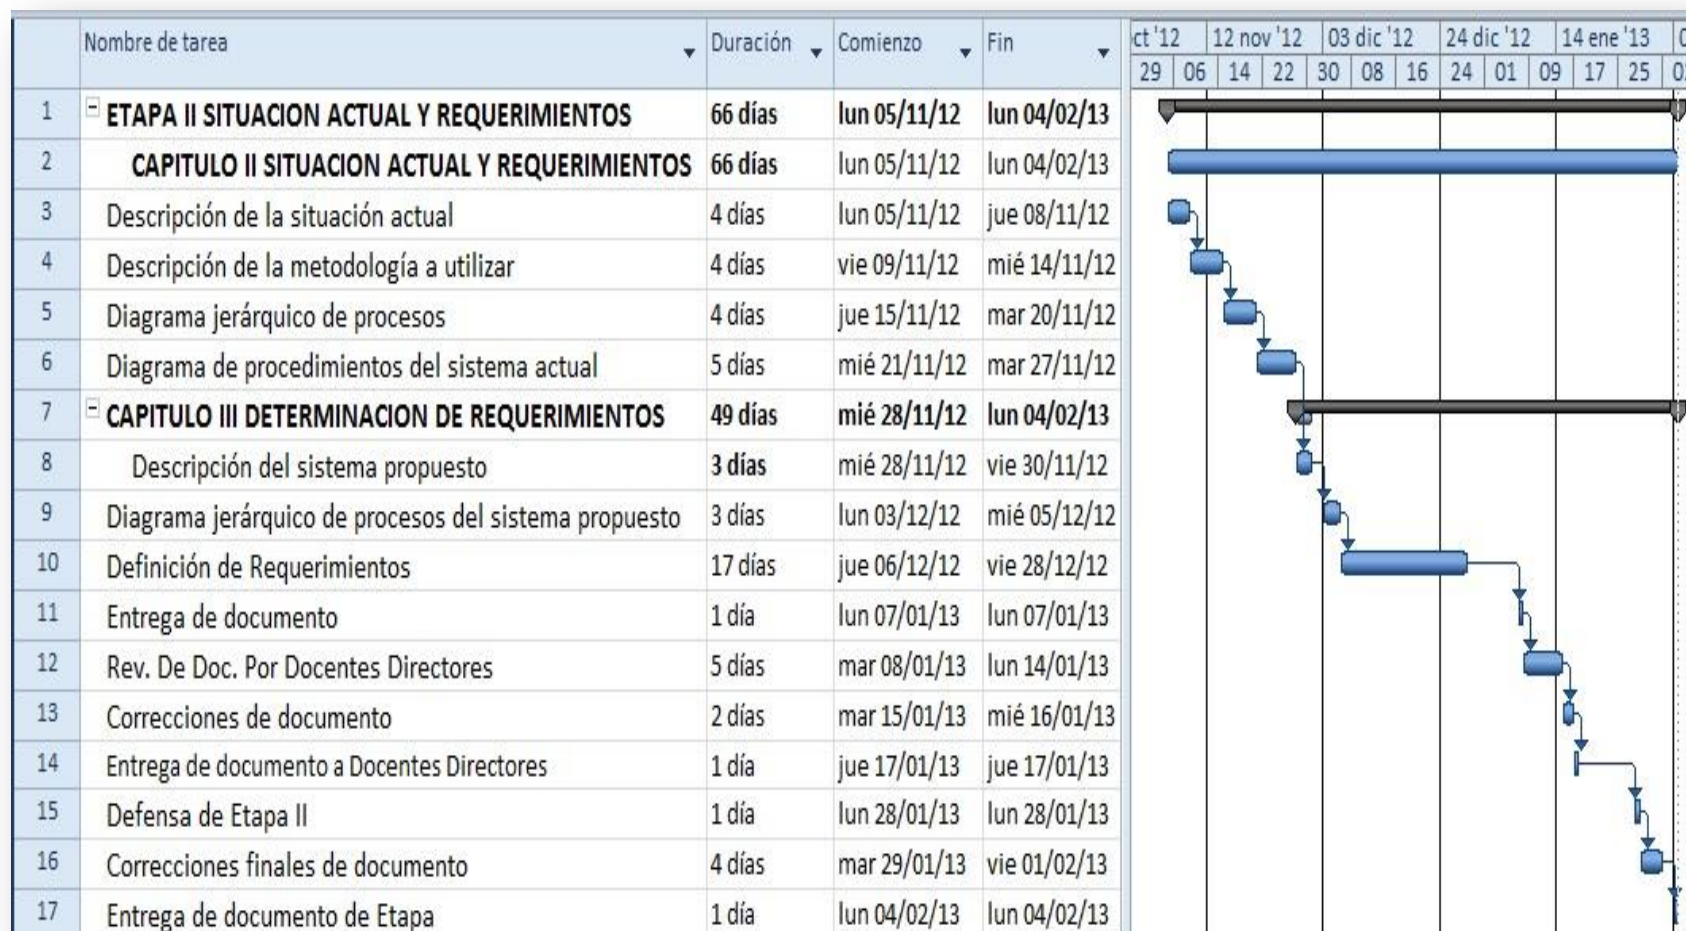 Nombre de tarea Duración Comienzo Fin ct '12 12 nov '12 03 dic '12 24 dic '12 14 ene '13
29 06 14 22 30 08 16 24 01 09 17 25
1 ETAPA II SITUACION ACTUAL Y REQUERIMIENTOS 66 días lun 05/11/12 lun 04/02/13
2 CAPITULO II SITUACION ACTUAL Y REQUERIMIENTOS 66 días lun 05/11/12 lun 04/02/13
3 Descripción de la situación actual 4 días lun 05/11/12 jue 08/11/12
4 Descripción de la metodología a utilizar 4 días vie 09/11/12 mié 14/11/12
5 Diagrama jerárquico de procesos 4 días jue 15/11/12 mar 20/11/12
6 Diagrama de procedimientos del sistema actual 5 días mié 21/11/12 mar 27/11/12
7 CAPITULO III DETERMINACION DE REQUERIMIENTOS 49 días mié 28/11/12 lun 04/02/13
8 Descripción del sistema propuesto 3 días mié 28/11/12 vie 30/11/12
9 Diagrama jerárquico de procesos del sistema propuesto 3 días lun 03/12/12 mié 05/12/12
10 Definición de Requerimientos 17 días jue 06/12/12 vie 28/12/12
11 Entrega de documento 1 día lun 07/01/13 lun 07/01/13
12 Rev. De Doc. Por Docentes Directores 5 días mar 08/01/13 lun 14/01/13
13 Correcciones de documento 2 días mar 15/01/13 mié 16/01/13
14 Entrega de documento a Docentes Directores 1 día jue 17/01/13 jue 17/01/13
15 Defensa de Etapa II 1 día lun 28/01/13 lun 28/01/13
16 Correcciones finales de documento 4 días mar 29/01/13 vie 01/02/13
17 Entrega de documento de Etapa 1 día lun 04/02/13 lun 04/02/13